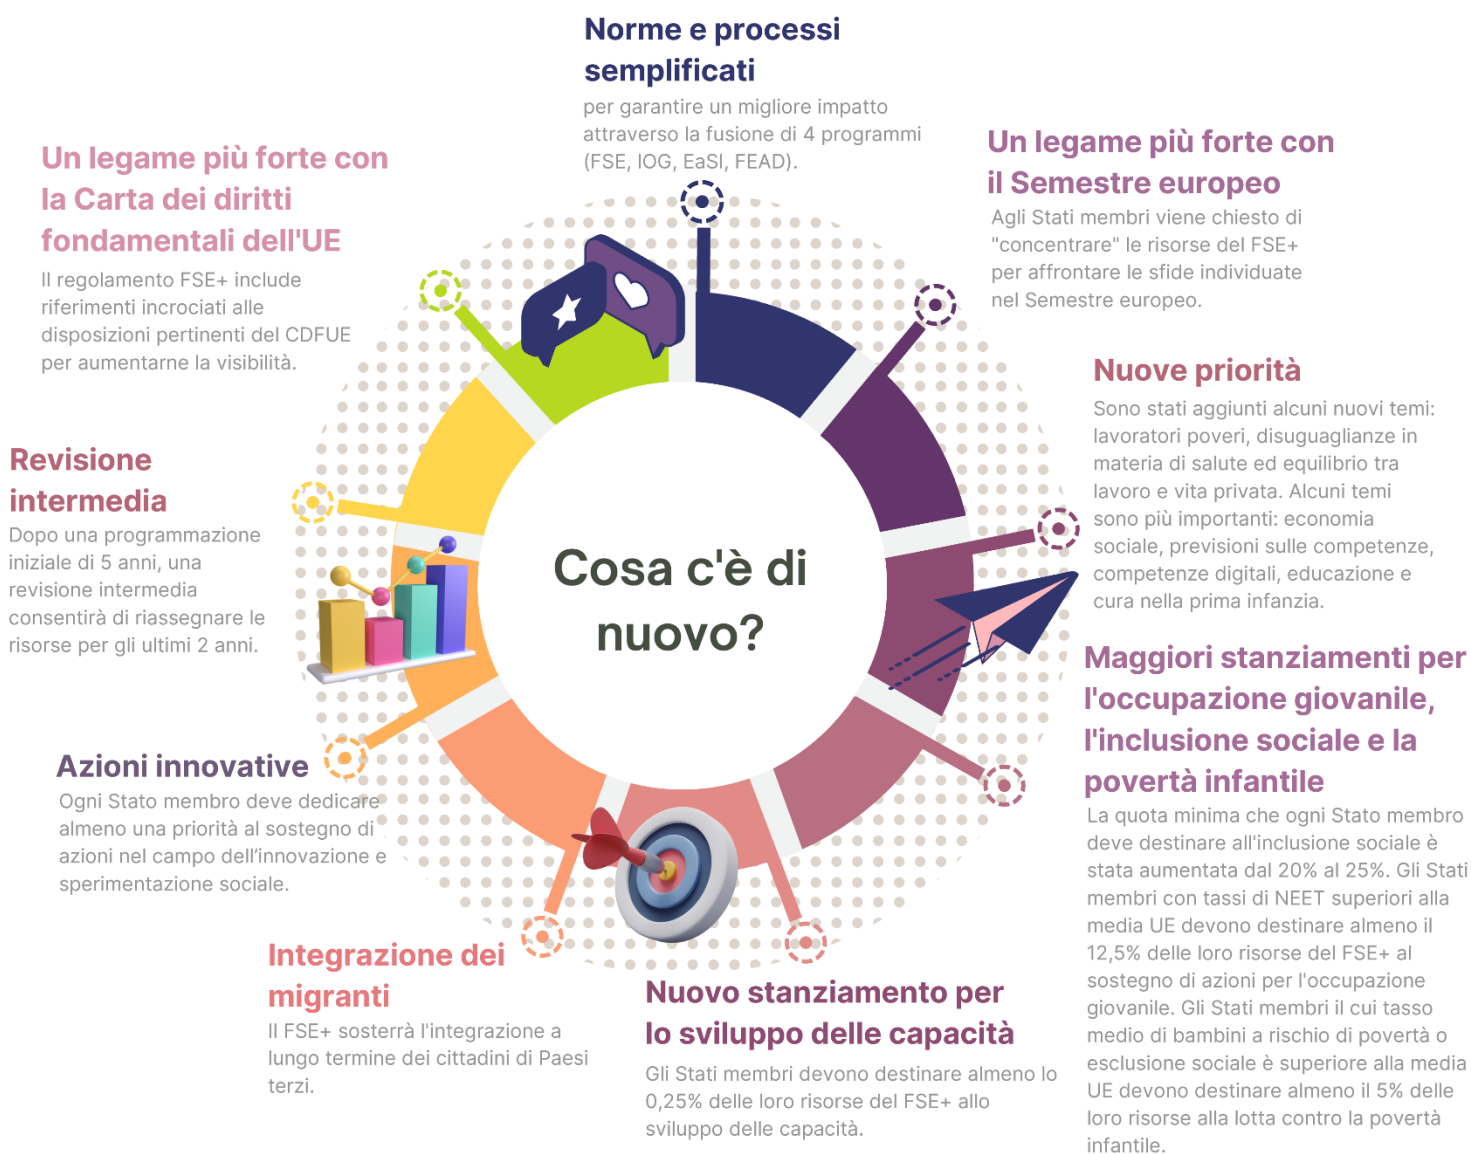 Norme e processi
semplificati
per garantire un migliore impatto
attraverso la fusione di 4 programmi
(FSE, IOG, EaSI, FEAD).
Un legame più forte con
il Semestre europeo
Agli Stati membri viene chiesto di
"concentrare" le risorse del FSE+
per affrontare le sfide individuate
nel Semestre europeo.
Nuove priorità
Sono stati aggiunti alcuni nuovi temi:
lavoratori poveri, disuguaglianze in
materia di salute ed equilibrio tra
lavoro e vita privata. Alcuni temi
sono più importanti: economia
sociale, previsioni sulle competenze,
competenze digitali, educazione e
cura nella prima infanzia.
Maggiori stanziamenti per
l'occupazione giovanile,
l'inclusione sociale e la
povertà infantile
La quota minima che ogni Stato membro
deve destinare all'inclusione sociale è
stata aumentata dal 20% al 25%. Gli Stati
membri con tassi di NEET superiori alla
media UE devono destinare almeno il
12,5% delle loro risorse del FSE+ al
sostegno di azioni per l'occupazione
giovanile. Gli Stati membri il cui tasso
medio di bambini a rischio di povertà o
esclusione sociale è superiore alla media
UE devono destinare almeno il 5% delle
loro risorse alla lotta contro la povertà
infantile.
Nuovo stanziamento per
lo sviluppo delle capacità
Gli Stati membri devono destinare almeno lo
0,25% delle loro risorse del FSE+ allo
sviluppo delle capacità.
Integrazione dei
migranti
Il FSE+ sosterrà l'integrazione a
lungo termine dei cittadini di Paesi
terzi.
Azioni innovative
Ogni Stato membro deve dedicare
almeno una priorità al sostegno di
azioni nel campo dell’innovazione e
sperimentazione sociale.
Revisione
intermedia
Dopo una programmazione
iniziale di 5 anni, una
revisione intermedia
consentirà di riassegnare le
risorse per gli ultimi 2 anni.
Un legame più forte con
la Carta dei diritti
fondamentali dell'UE
Il regolamento FSE+ include
riferimenti incrociati alle
disposizioni pertinenti del CDFUE
per aumentarne la visibilità.
Cosa c'è di
nuovo?